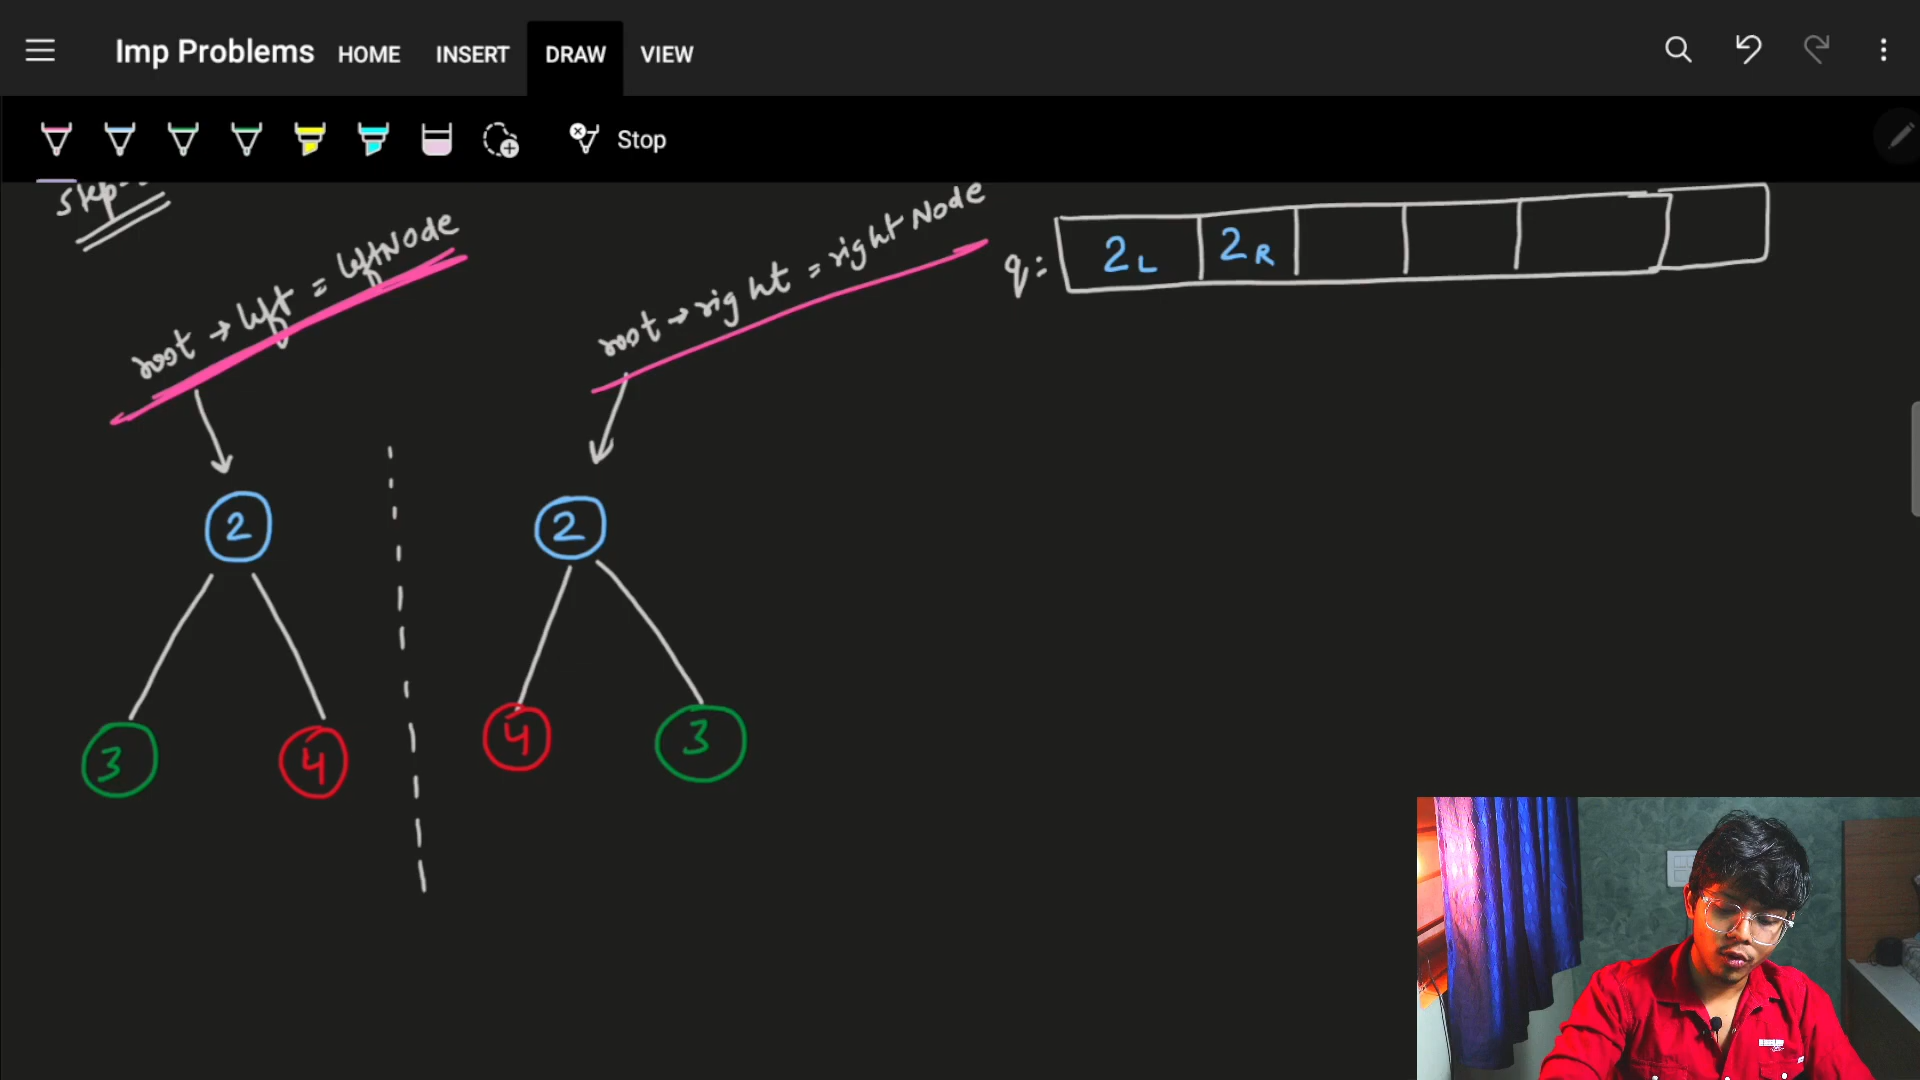 Imp Problems HOME INSERT DRAW VIEW
Stop
Step-
root → left = leftNode
root → right = right Node
q: 2L 2R
2
2
3
4
4
3